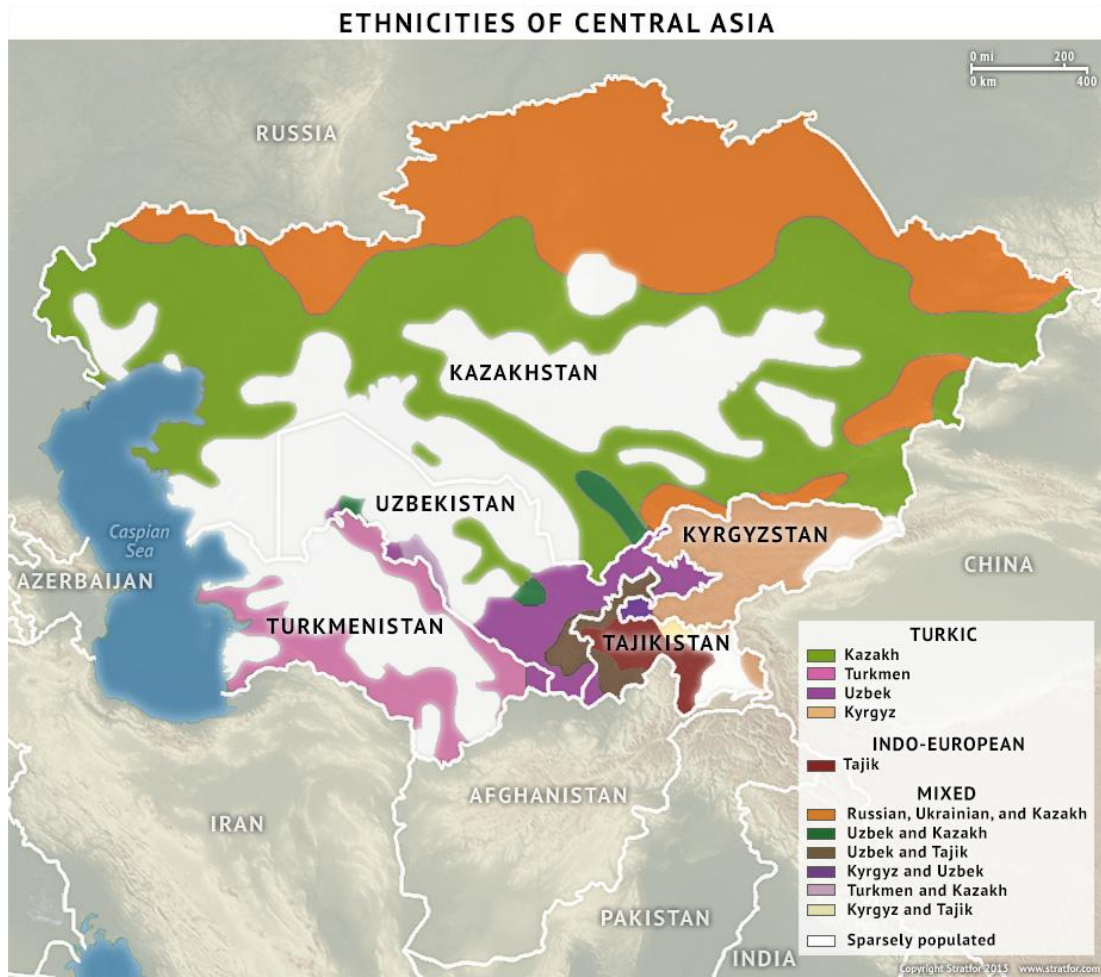 ETHNICITIES OF CENTRAL ASIA
0 mi 200
0 km 400
RUSSIA
KAZAKHSTAN
UZBEKISTAN
KYRGYZSTAN
Caspian
Sea
CHINA
AZERBAIJAN
TURKMENISTAN
TAJIKISTAN
TURKIC
Kazakh
Turkmen
Uzbek
Kyrgyz
INDO-EUROPEAN
Tajik
MIXED
Russian, Ukrainian, and Kazakh
Uzbek and Kazakh
Uzbek and Tajik
Kyrgyz and Uzbek
Turkmen and Kazakh
Kyrgyz and Tajik
Sparsely populated
AFGHANISTAN
IRAN
PAKISTAN
INDIA
Copyright Stratfor 2013 www.stratfor.com